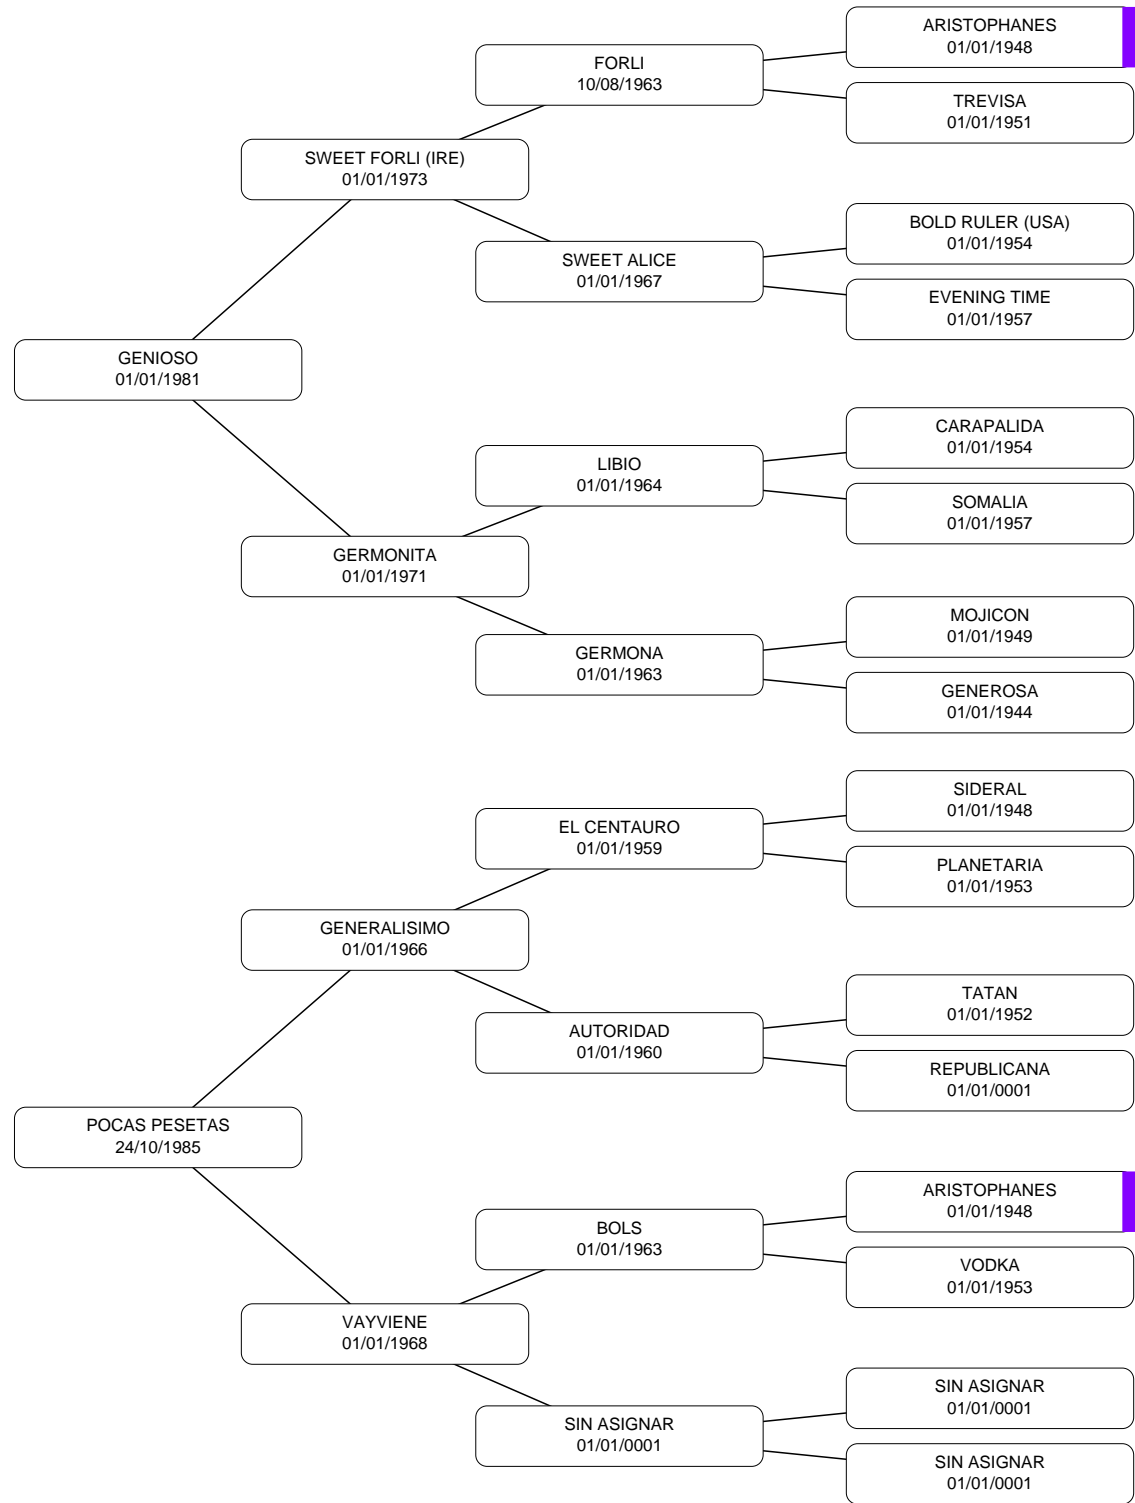 ARISTOPHANES
01/01/1948
FORLI
10/08/1963
TREVISA
01/01/1951
SWEET FORLI (IRE)
01/01/1973
BOLD RULER (USA)
01/01/1954
SWEET ALICE
01/01/1967
EVENING TIME
01/01/1957
GENIOSO
01/01/1981
CARAPALIDA
01/01/1954
LIBIO
01/01/1964
SOMALIA
01/01/1957
GERMONITA
01/01/1971
MOJICON
01/01/1949
GERMONA
01/01/1963
GENEROSA
01/01/1944
SIDERAL
01/01/1948
EL CENTAURO
01/01/1959
PLANETARIA
01/01/1953
GENERALISIMO
01/01/1966
TATAN
01/01/1952
AUTORIDAD
01/01/1960
REPUBLICANA
01/01/0001
POCAS PESETAS
24/10/1985
ARISTOPHANES
01/01/1948
BOLS
01/01/1963
VODKA
01/01/1953
VAYVIENE
01/01/1968
SIN ASIGNAR
01/01/0001
SIN ASIGNAR
01/01/0001
SIN ASIGNAR
01/01/0001